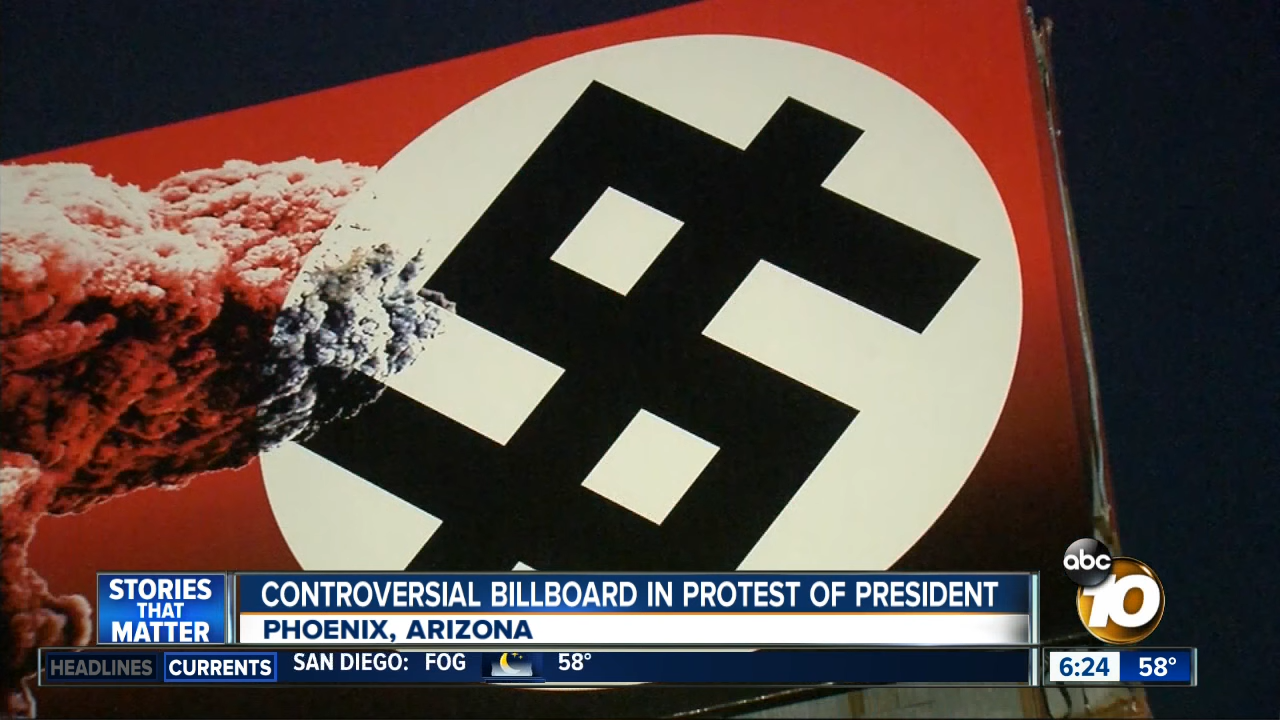 STORIES
THAT
MATTER
CONTROVERSIAL BILLBOARD IN PROTEST OF PRESIDENT
PHOENIX, ARIZONA
abc
10
HEADLINES
CURRENTS
SAN DIEGO: FOG 58°
6:24
58°